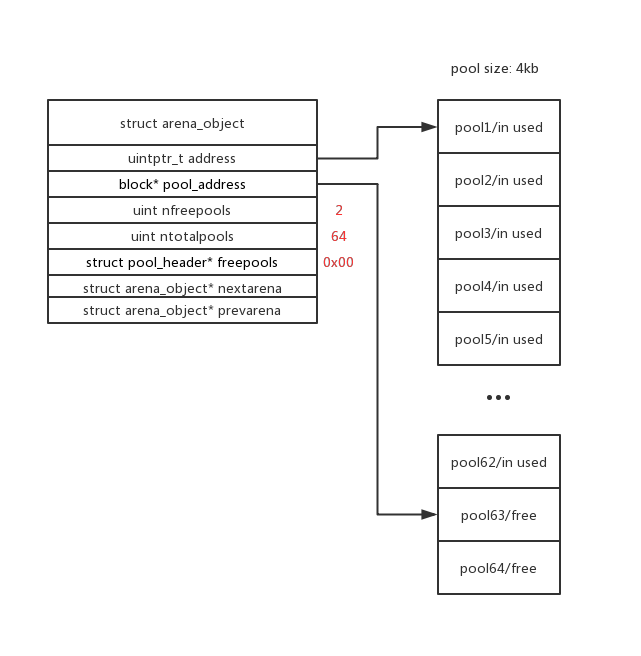 pool size: 4kb
struct arena_object
uintptr_t address
block* pool_address
uint nfreepools
2
uint ntotalpools
64
struct pool_header* freepools
0x00
struct arena_object* nextarena
struct arena_object* prevarena
pool1/in used
pool2/in used
pool3/in used
pool4/in used
pool5/in used
...
pool62/in used
pool63/free
pool64/free